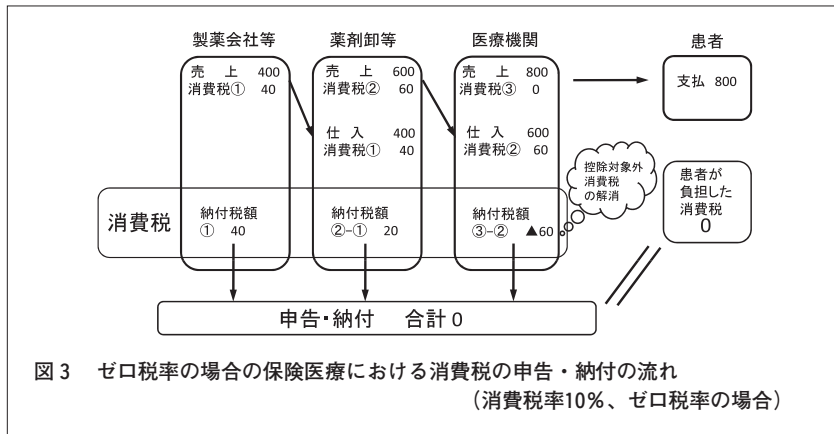 製薬会社等
売 上 400
消費税① 40
納付税額
① 40
薬剤卸等
売 上 600
消費税② 60
仕 入 400
消費税① 40
納付税額
②−① 20
医療機関
売 上 800
消費税③ 0
仕 入 600
消費税② 60
納付税額
③−② ▲60
控除対象外
消費税
の解消
患者
支払 800
患者が
負担した
消費税
0
消費税
申告・納付 合計 0
図 3 ゼロ税率の場合の保険医療における消費税の申告・納付の流れ
(消費税率10%、ゼロ税率の場合)